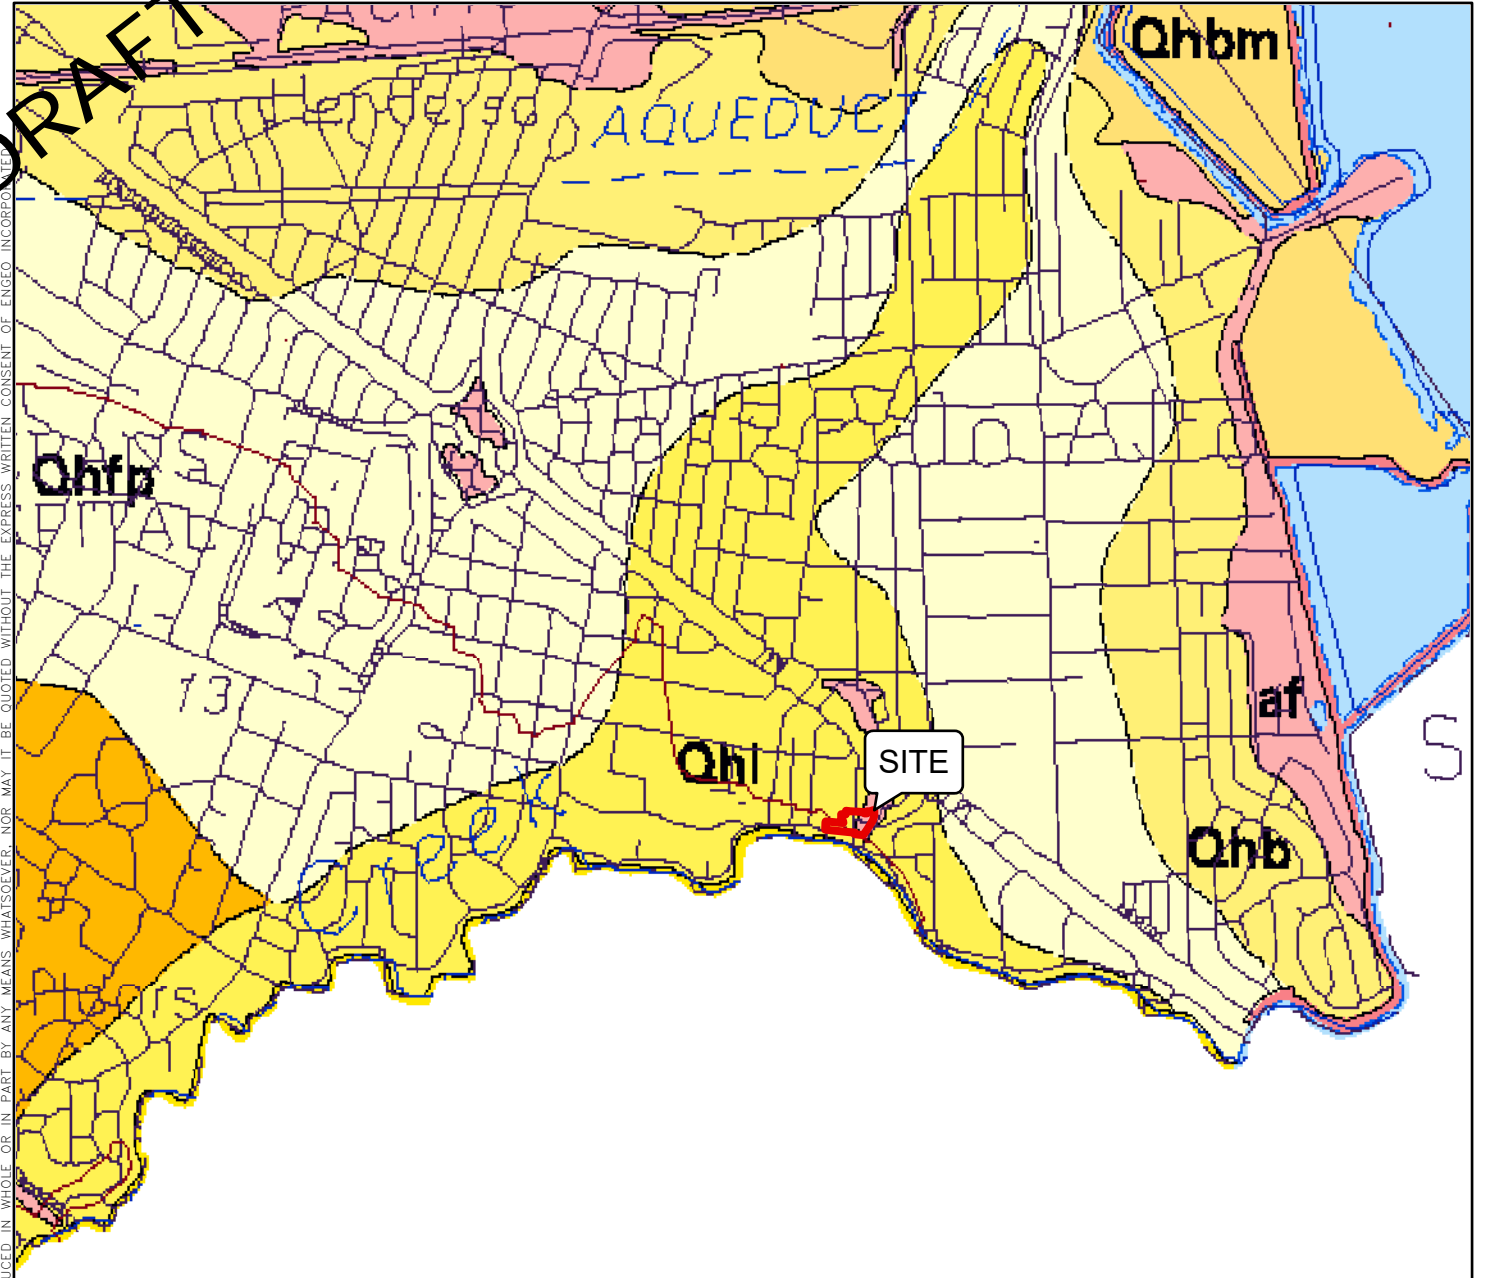 DRAFT
Qhbm
AQUEDUCT
Qhfp
13
af
S
Qhl
SITE
Qhb
UCED IN WHOLE OR IN PART BY ANY MEANS WHATSOEVER, NOR MAY IT BE QUOTED WITHOUT THE EXPRESS WRITTEN CONSENT OF ENGEO INCORPORATED